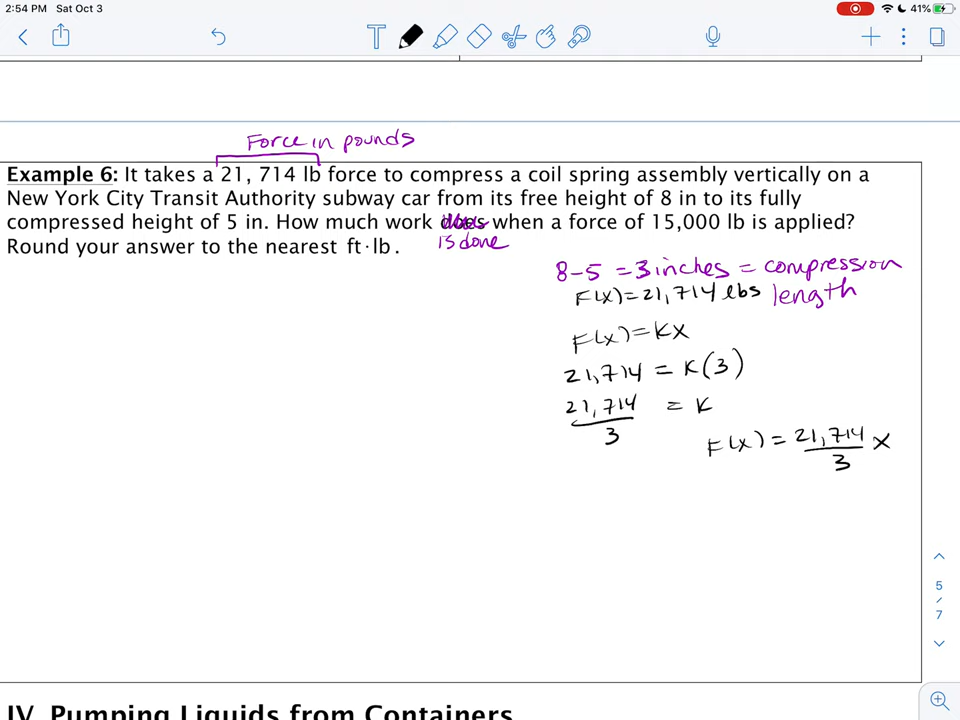 2:54 PM Sat Oct 3
41%
T
Force in pounds
Example 6: It takes a 21, 714 lb force to compress a coil spring assembly vertically on a
New York City Transit Authority subway car from its free height of 8 in to its fully
compressed height of 5 in. How much work when a force of 15,000 lb is applied?
is done
Round your answer to the nearest ft·lb.
8-5 = 3 inches = compression length
F(x) = 21,714 lbs
F(x) = Kx
21,714 = K(3)
21,714/3 = K
F(x) = 21,714/3 x
5
/
7
IV. Pumping Liquids from Containers